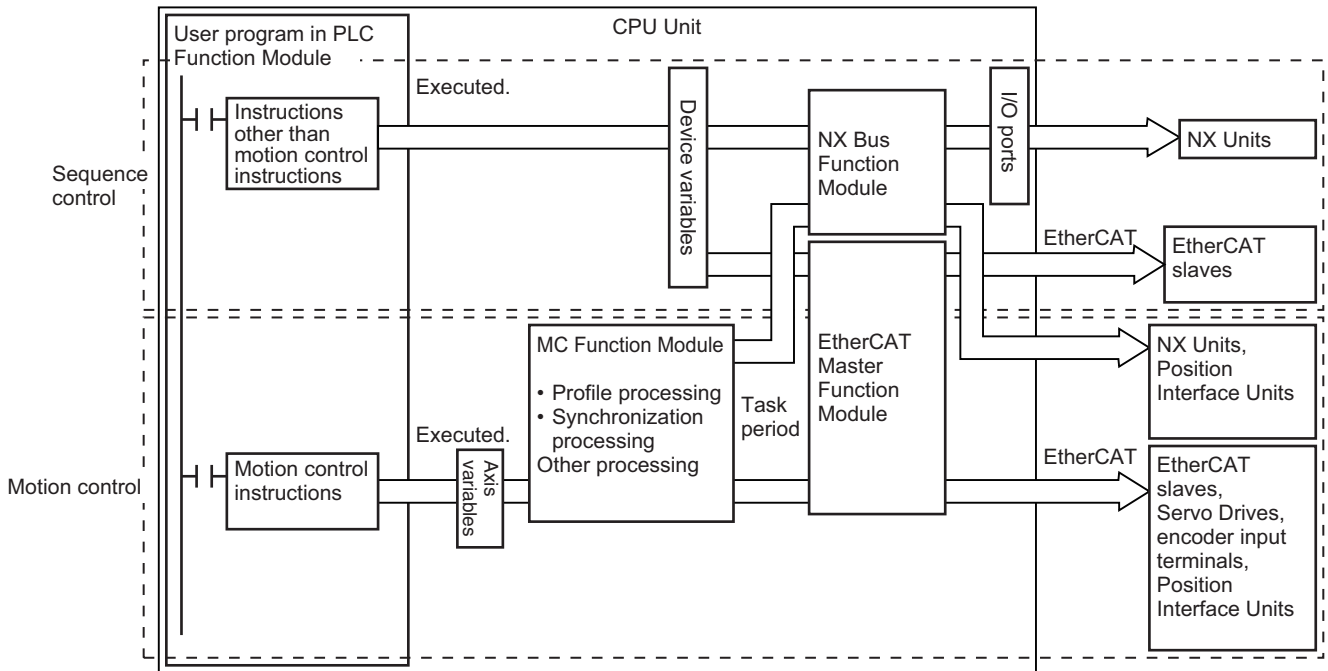 CPU Unit
User program in PLC
Function Module
Executed.
Instructions
other than
motion control
instructions
Device variables
NX Bus
Function
Module
I/O ports
NX Units
Sequence
control
EtherCAT
EtherCAT
slaves
MC Function Module
• Profile processing
• Synchronization
processing
Other processing
Task
period
EtherCAT
Master
Function
Module
NX Units,
Position
Interface Units
Motion control
Motion control
instructions
Executed.
Axis
variables
EtherCAT
EtherCAT
slaves,
Servo Drives,
encoder input
terminals,
Position
Interface Units